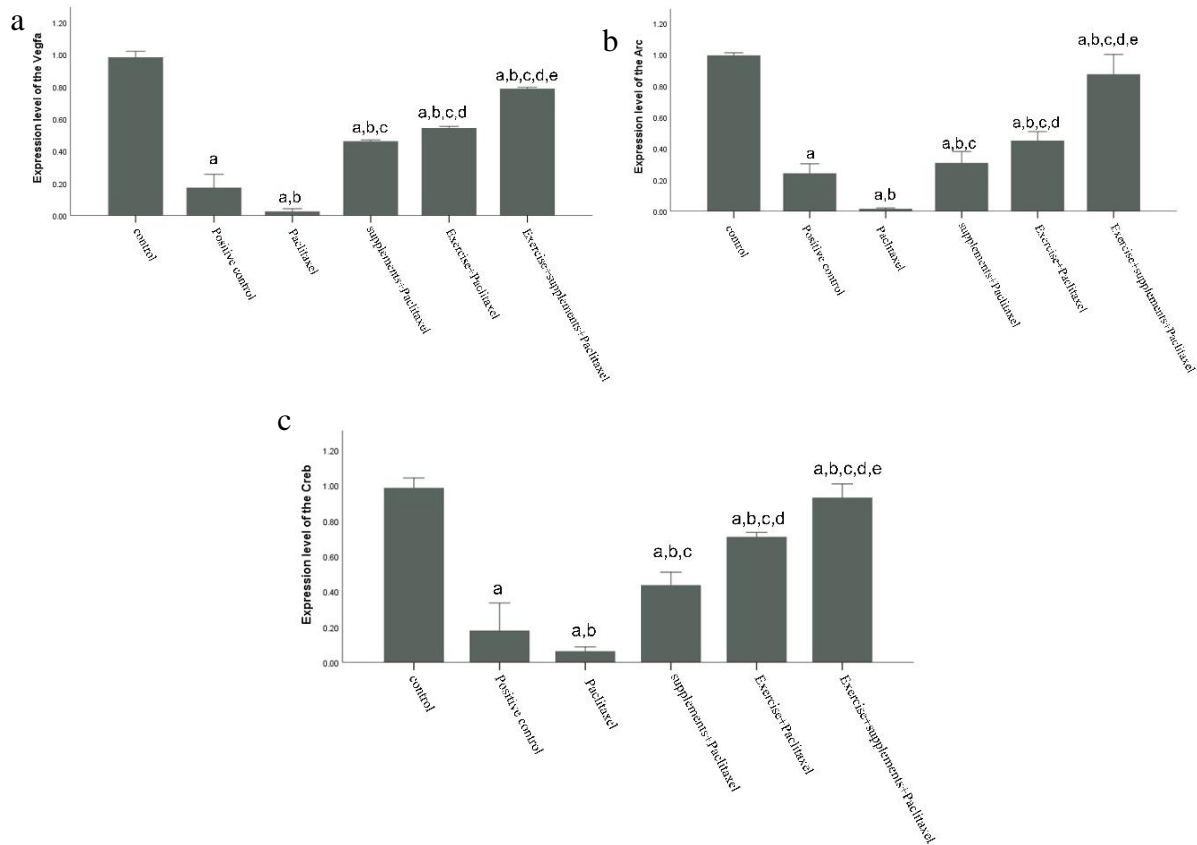 a
Expression level of the Vegfa
1.20
1.00
0.80
0.60
0.40
0.20
0.00
a
a,b
a,b,c
a,b,c,d
a,b,c,d,e
control
Positive control
Paclitaxel
supplements+Paclitaxel
Exercise+Paclitaxel
Exercise+supplements+Paclitaxel
b
Expression level of the Arc
1.20
1.00
0.80
0.60
0.40
0.20
0.00
a
a,b
a,b,c
a,b,c,d
a,b,c,d,e
control
Positive control
Paclitaxel
supplements+Paclitaxel
Exercise+Paclitaxel
Exercise+supplements+Paclitaxel
c
Expression level of the Creb
1.20
1.00
0.80
0.60
0.40
0.20
0.00
a
a,b
a,b,c
a,b,c,d
a,b,c,d,e
control
Positive control
Paclitaxel
supplements+Paclitaxel
Exercise+Paclitaxel
Exercise+supplements+Paclitaxel